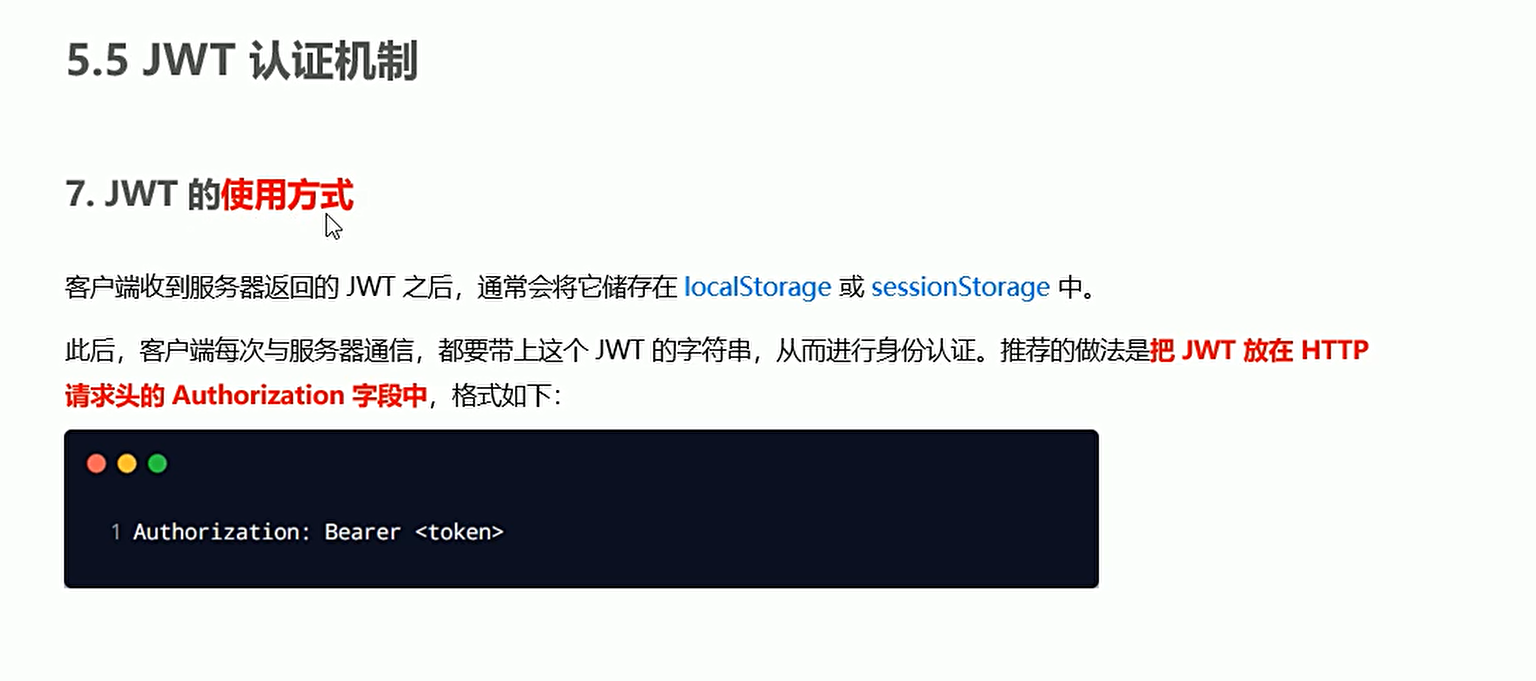 5.5 JWT 认证机制
7. JWT 的使用方式
客户端收到服务器返回的 JWT 之后，通常会将它储存在 localStorage 或 sessionStorage 中。
此后，客户端每次与服务器通信，都要带上这个 JWT 的字符串，从而进行身份认证。推荐的做法是把 JWT 放在 HTTP
请求头的 Authorization 字段中，格式如下：
1 Authorization: Bearer <token>